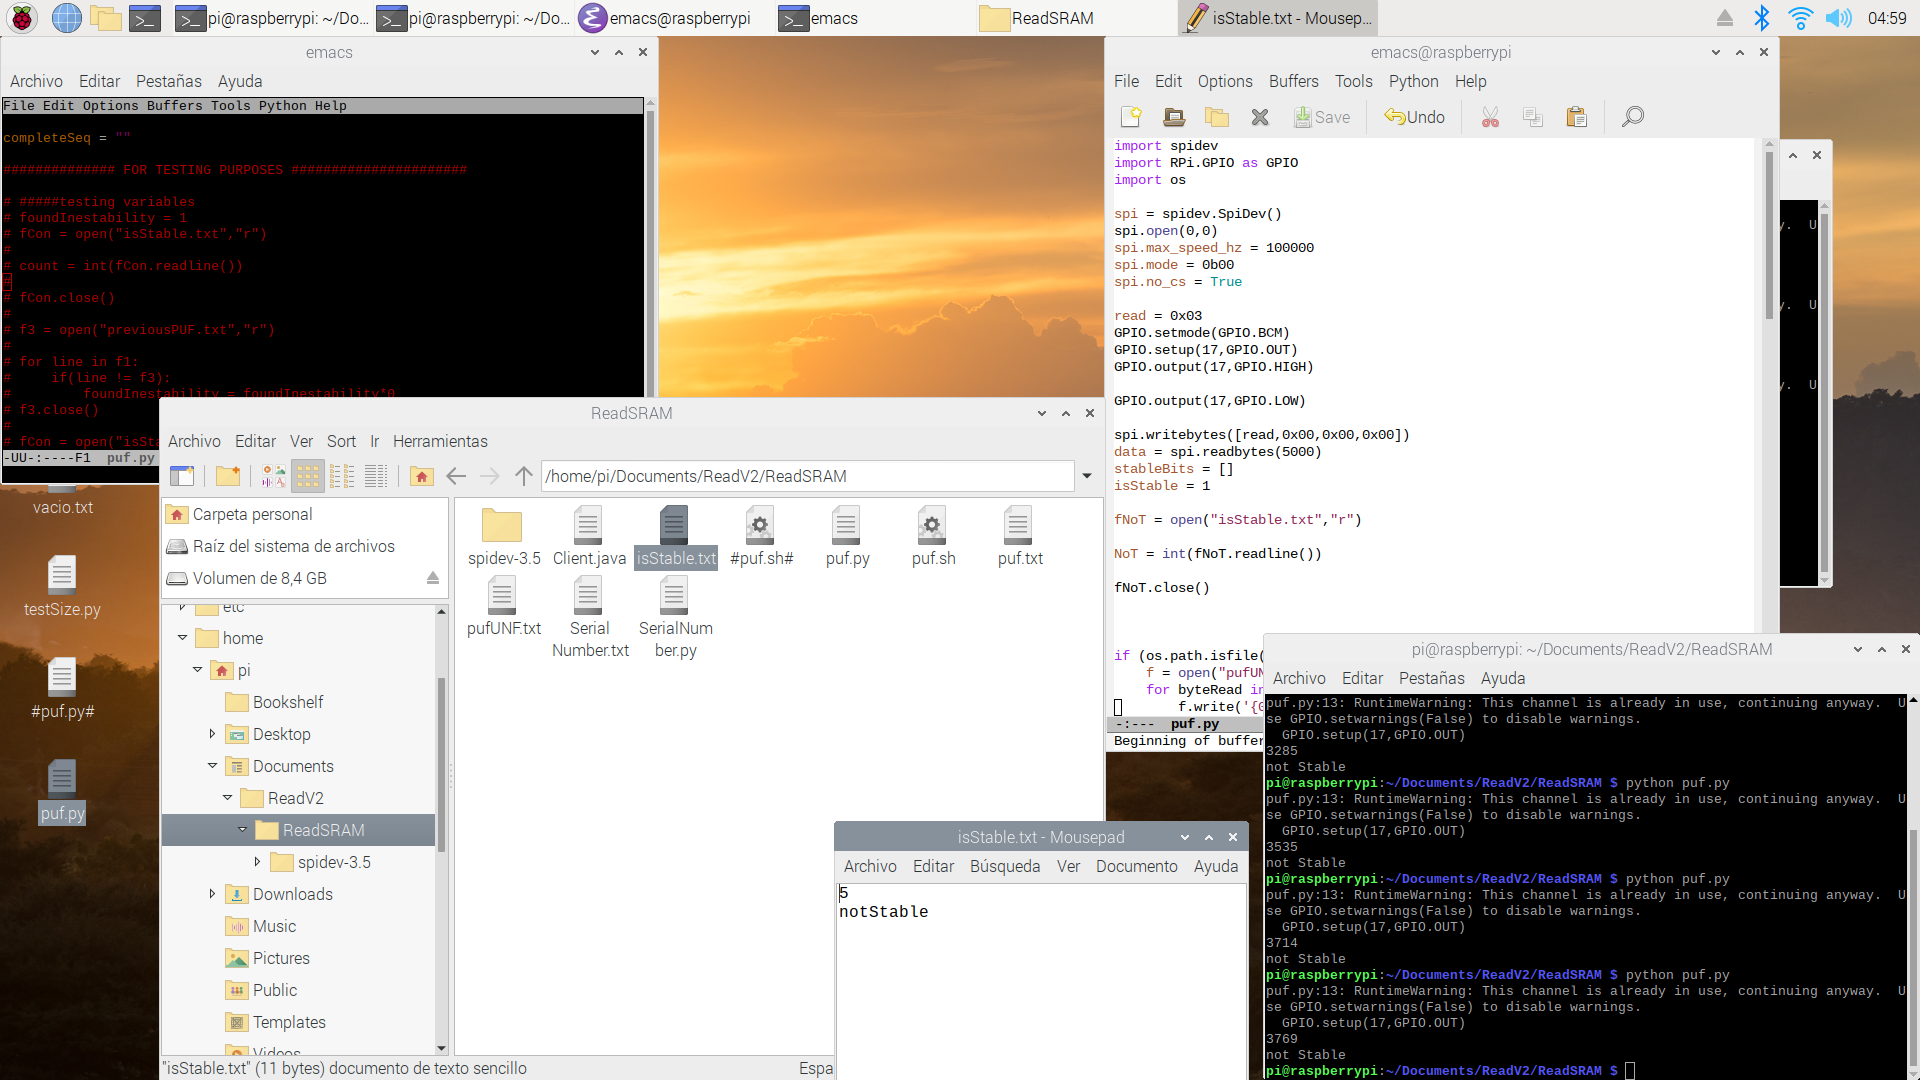 pi@raspberrypi: ~/Do...
pi@raspberrypi: ~/Do...
emacs@raspberrypi
emacs
ReadSRAM
isStable.txt - Mousep...
04:59
emacs
Archivo Editar Pestañas Ayuda
File Edit Options Buffers Tools Python Help
completeSeq = ""
############## FOR TESTING PURPOSES ######################
# #####testing variables
# foundInestability = 1
# fCon = open("isStable.txt","r")
#
# count = int(fCon.readline())
#
# fCon.close()
#
# f3 = open("previousPUF.txt","r")
#
# for line in f1:
#     if(line != f3):
#         foundInestability = foundInestability*0
# f3.close()
#
# fCon = open("isSta
-UU-:----F1  puf.py
vacio.txt
testSize.py
#puf.py#
puf.py
ReadSRAM
Archivo Editar Ver Sort Ir Herramientas
/home/pi/Documents/ReadV2/ReadSRAM
Carpeta personal
Raíz del sistema de archivos
Volumen de 8,4 GB
etc
home
pi
Bookshelf
Desktop
Documents
ReadV2
ReadSRAM
spidev-3.5
Downloads
Music
Pictures
Public
Templates
Videos
spidev-3.5
Client.java
isStable.txt
#puf.sh#
puf.py
puf.sh
puf.txt
pufUNF.txt
Serial
Number.txt
SerialNum
ber.py
"isStable.txt" (11 bytes) documento de texto sencillo
Espa
emacs@raspberrypi
File Edit Options Buffers Tools Python Help
Save
Undo
import spidev
import RPi.GPIO as GPIO
import os
spi = spidev.SpiDev()
spi.open(0,0)
spi.max_speed_hz = 100000
spi.mode = 0b00
spi.no_cs = True
read = 0x03
GPIO.setmode(GPIO.BCM)
GPIO.setup(17,GPIO.OUT)
GPIO.output(17,GPIO.HIGH)
GPIO.output(17,GPIO.LOW)
spi.writebytes([read,0x00,0x00,0x00])
data = spi.readbytes(5000)
stableBits = []
isStable = 1
fNoT = open("isStable.txt","r")
NoT = int(fNoT.readline())
fNoT.close()
if (os.path.isfile(
    f = open("pufUN
    for byteRead in
        f.write('{0
-:---  puf.py
Beginning of buffer
y.  U
y.  U
y.  U
isStable.txt - Mousepad
Archivo Editar Búsqueda Ver Documento Ayuda
5
notStable
pi@raspberrypi: ~/Documents/ReadV2/ReadSRAM
Archivo Editar Pestañas Ayuda
puf.py:13: RuntimeWarning: This channel is already in use, continuing anyway.  U
se GPIO.setwarnings(False) to disable warnings.
  GPIO.setup(17,GPIO.OUT)
3285
not Stable
pi@raspberrypi:~/Documents/ReadV2/ReadSRAM $ python puf.py
puf.py:13: RuntimeWarning: This channel is already in use, continuing anyway.  U
se GPIO.setwarnings(False) to disable warnings.
  GPIO.setup(17,GPIO.OUT)
3535
not Stable
pi@raspberrypi:~/Documents/ReadV2/ReadSRAM $ python puf.py
puf.py:13: RuntimeWarning: This channel is already in use, continuing anyway.  U
se GPIO.setwarnings(False) to disable warnings.
  GPIO.setup(17,GPIO.OUT)
3714
not Stable
pi@raspberrypi:~/Documents/ReadV2/ReadSRAM $ python puf.py
puf.py:13: RuntimeWarning: This channel is already in use, continuing anyway.  U
se GPIO.setwarnings(False) to disable warnings.
  GPIO.setup(17,GPIO.OUT)
3769
not Stable
pi@raspberrypi:~/Documents/ReadV2/ReadSRAM $